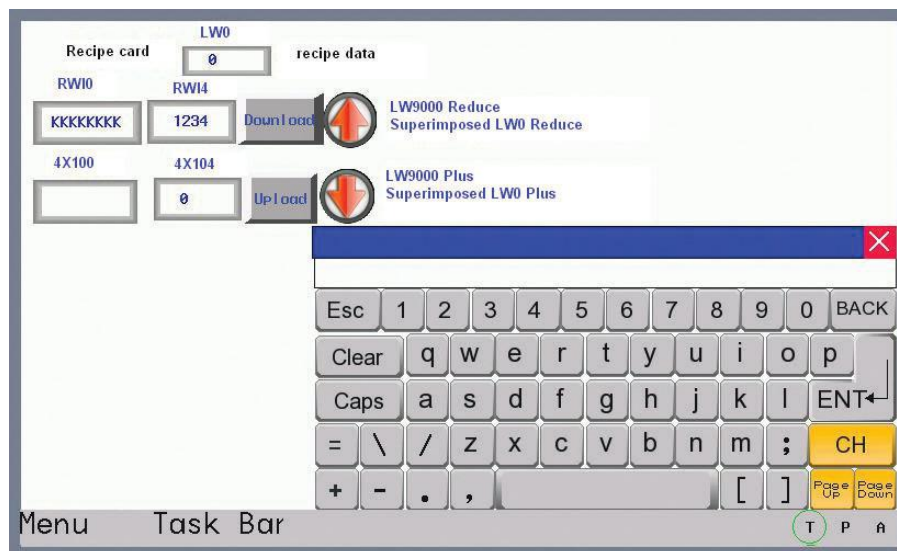 LW0
Recipe card 0 recipe data
RWI0 RWI4
KKKKKKKK 1234 Download LW9000 Reduce
Superimposed LW0 Reduce
4X100 4X104
0 Upload LW9000 Plus
Superimposed LW0 Plus
Esc 1 2 3 4 5 6 7 8 9 0 BACK
Clear q w e r t y u i o p
Caps a s d f g h j k l ENT
= \ / z x c v b n m ; CH
+ - . , [ ] Page Up Page Down
Menu Task Bar T P A